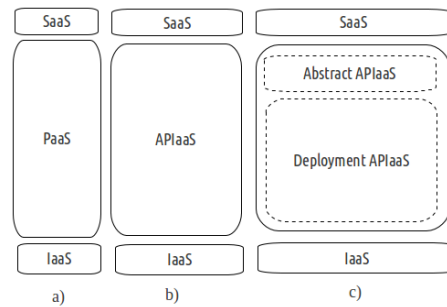 SaaS SaaS SaaS
Abstract APIaaS
PaaS APIaaS
Deployment APIaaS
IaaS IaaS IaaS
a) b) c)